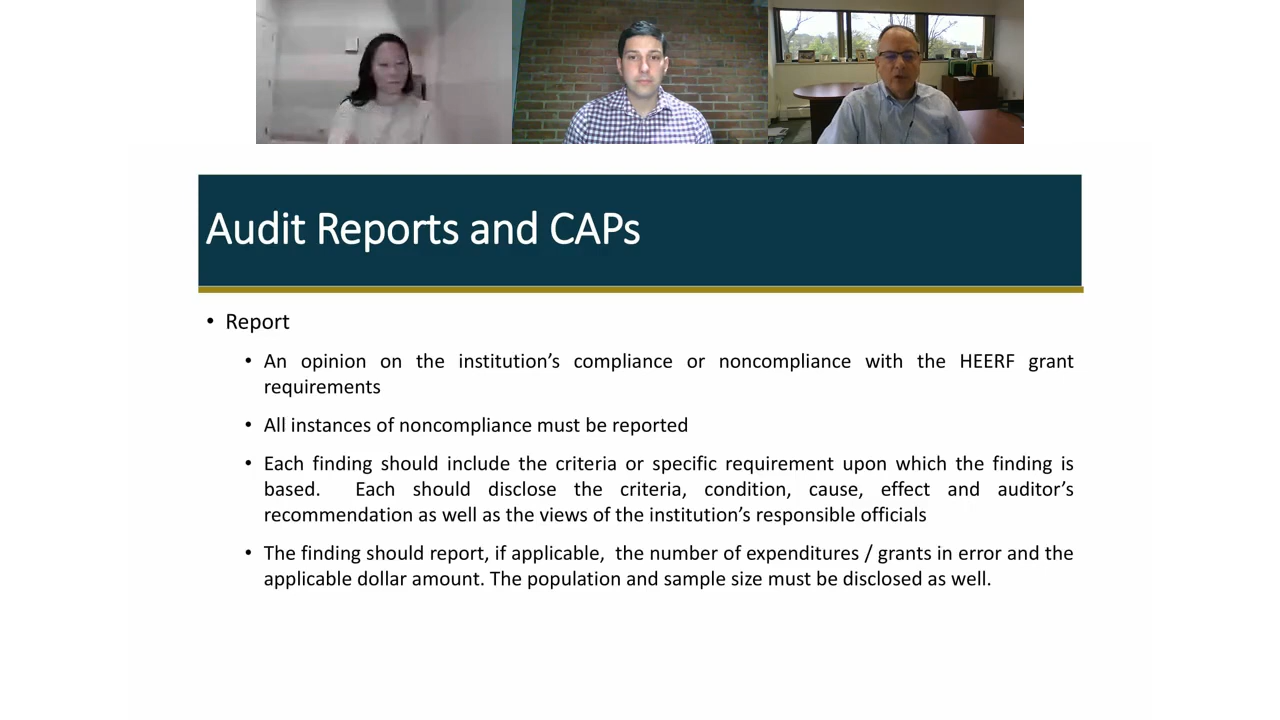 Audit Reports and CAPs
• Report
• An opinion on the institution’s compliance or noncompliance with the HEERF grant
requirements
• All instances of noncompliance must be reported
• Each finding should include the criteria or specific requirement upon which the finding is
based. Each should disclose the criteria, condition, cause, effect and auditor’s
recommendation as well as the views of the institution’s responsible officials
• The finding should report, if applicable, the number of expenditures / grants in error and the
applicable dollar amount. The population and sample size must be disclosed as well.